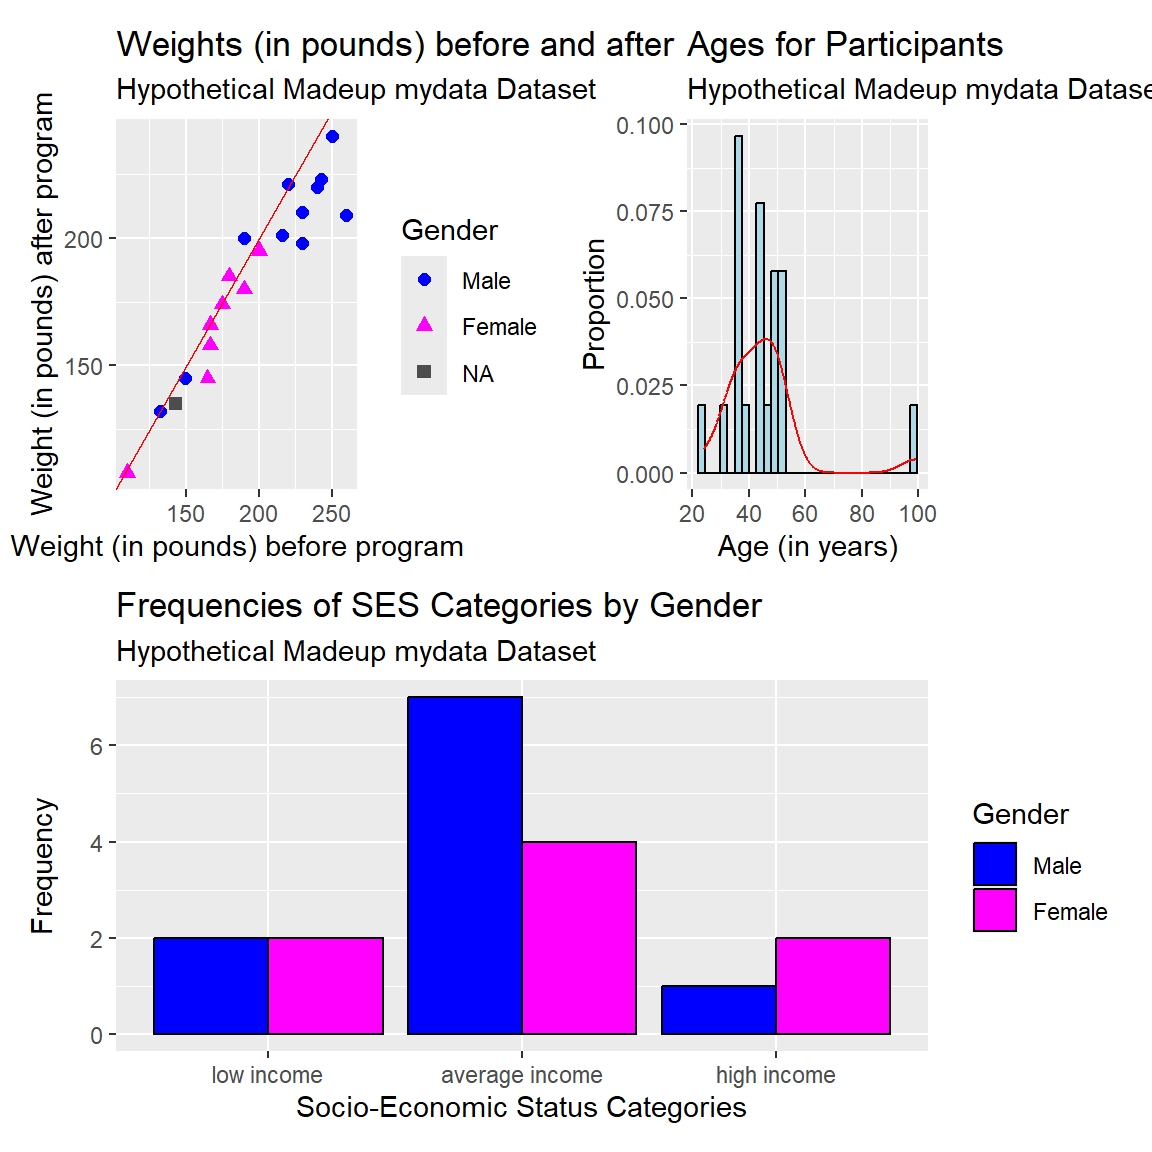 Weights (in pounds) before and after
Hypothetical Madeup mydata Dataset
Weight (in pounds) after program
200
150
150 200 250
Weight (in pounds) before program
Gender
Male
Female
NA
Ages for Participants
Hypothetical Madeup mydata Datase
Proportion
0.100
0.075
0.050
0.025
0.000
20 40 60 80 100
Age (in years)
Frequencies of SES Categories by Gender
Hypothetical Madeup mydata Dataset
Frequency
6
4
2
0
low income average income high income
Socio-Economic Status Categories
Gender
Male
Female